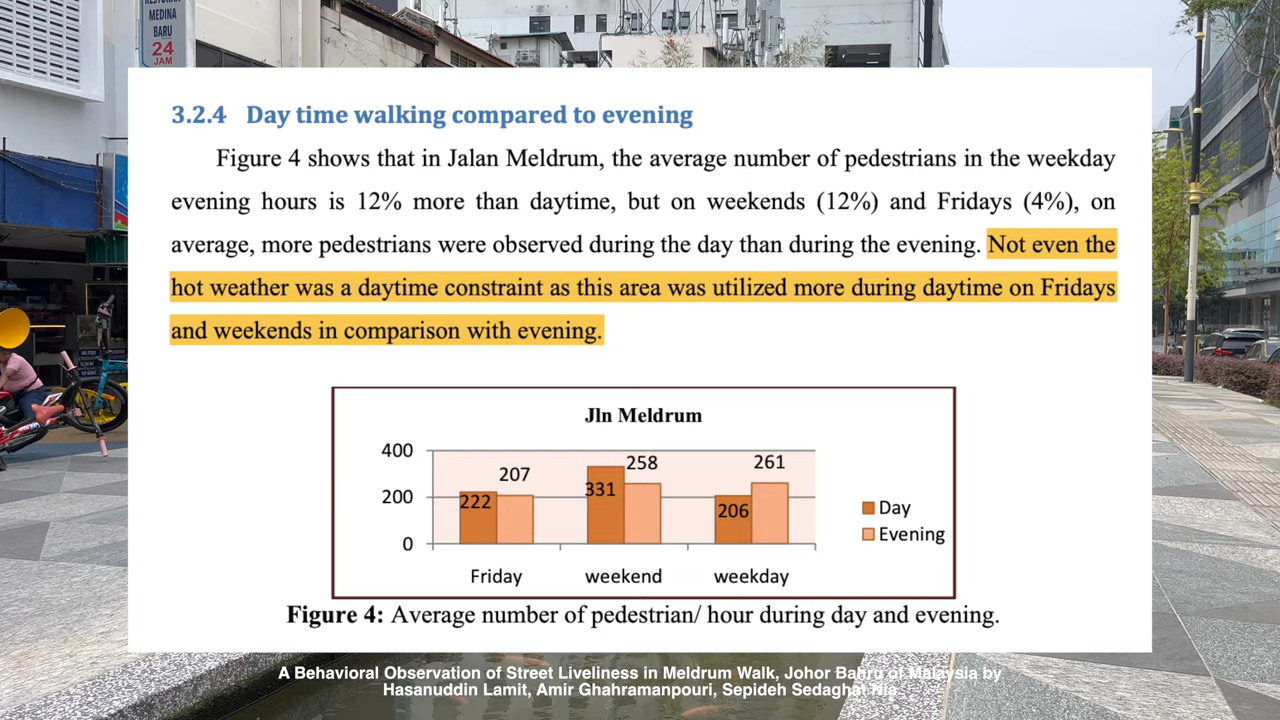 RESTORAN
MEDINA
BARU
24
JAM
3.2.4 Day time walking compared to evening
Figure 4 shows that in Jalan Meldrum, the average number of pedestrians in the weekday
evening hours is 12% more than daytime, but on weekends (12%) and Fridays (4%), on
average, more pedestrians were observed during the day than during the evening. Not even the
hot weather was a daytime constraint as this area was utilized more during daytime on Fridays
and weekends in comparison with evening.
Jln Meldrum
400
200
0
222
207
331
258
206
261
Day
Evening
Friday
weekend
weekday
Figure 4: Average number of pedestrian/ hour during day and evening.
A Behavioral Observation of Street Liveliness in Meldrum Walk, Johor Bahru of Malaysia by
Hasanuddin Lamit, Amir Ghahramanpouri, Sepideh Sedaghat Nia